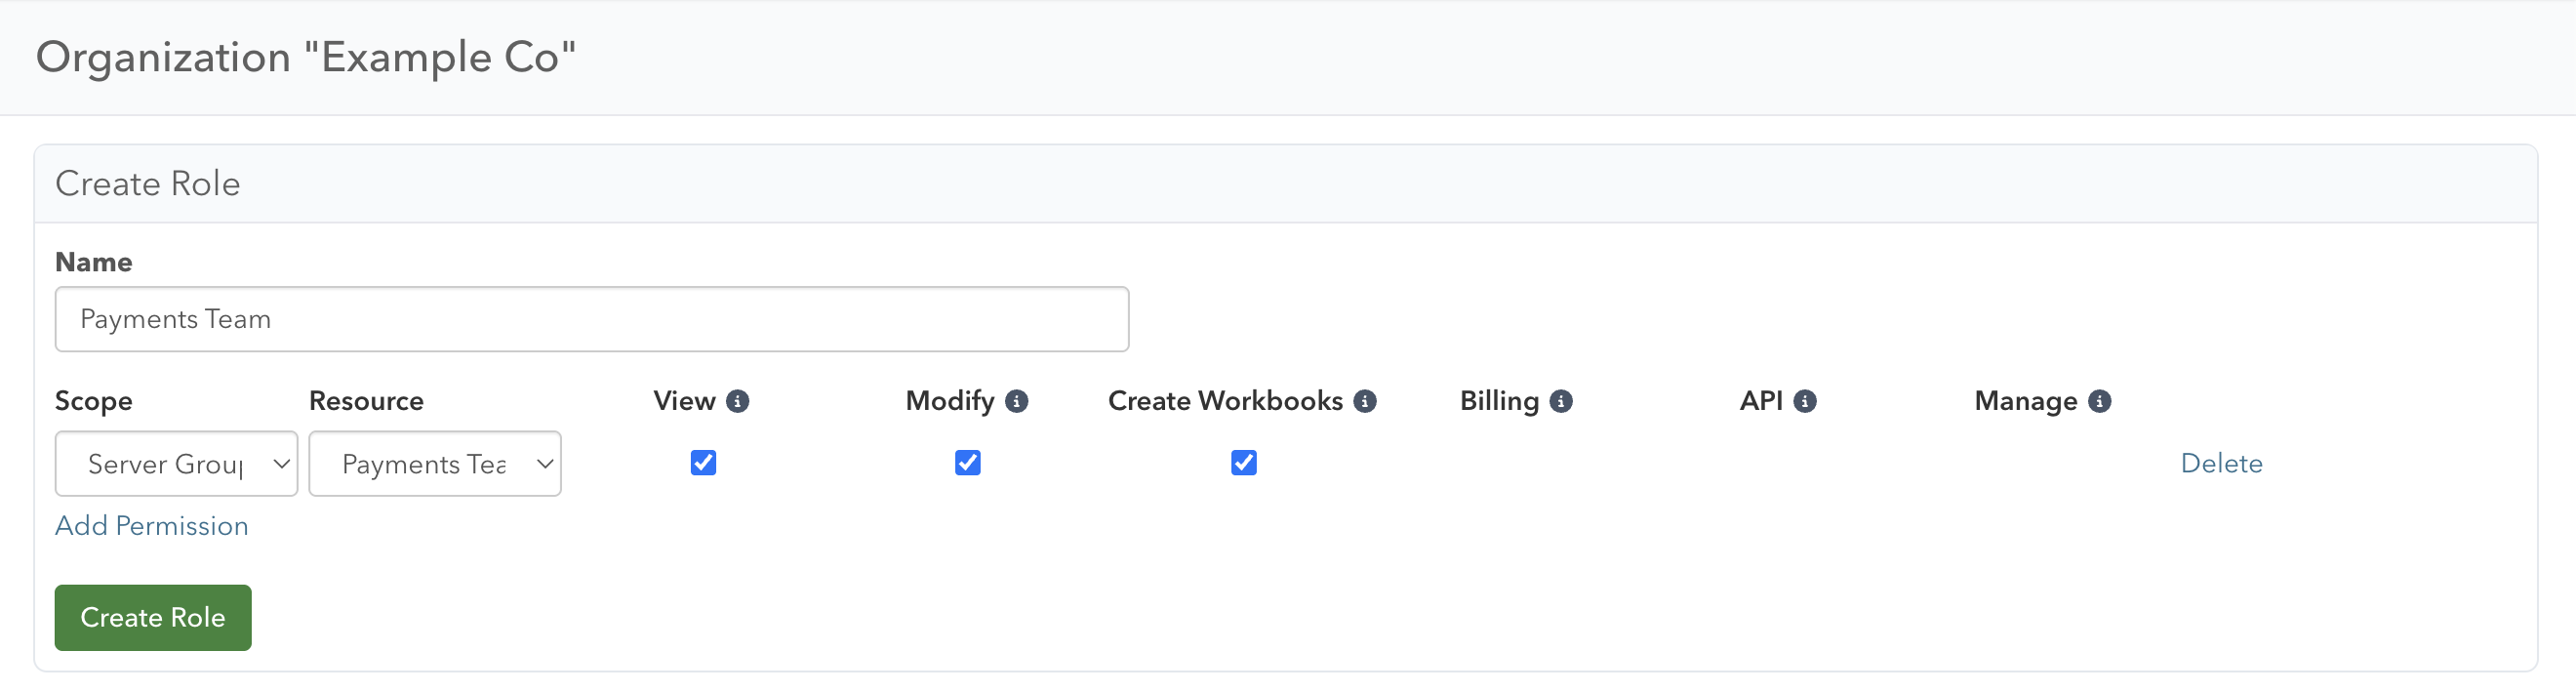 Organization "Example Co"
Create Role
Name
Payments Team
Scope Resource View Modify Create Workbooks Billing API Manage
Server Group Payments Tea Delete
Add Permission
Create Role